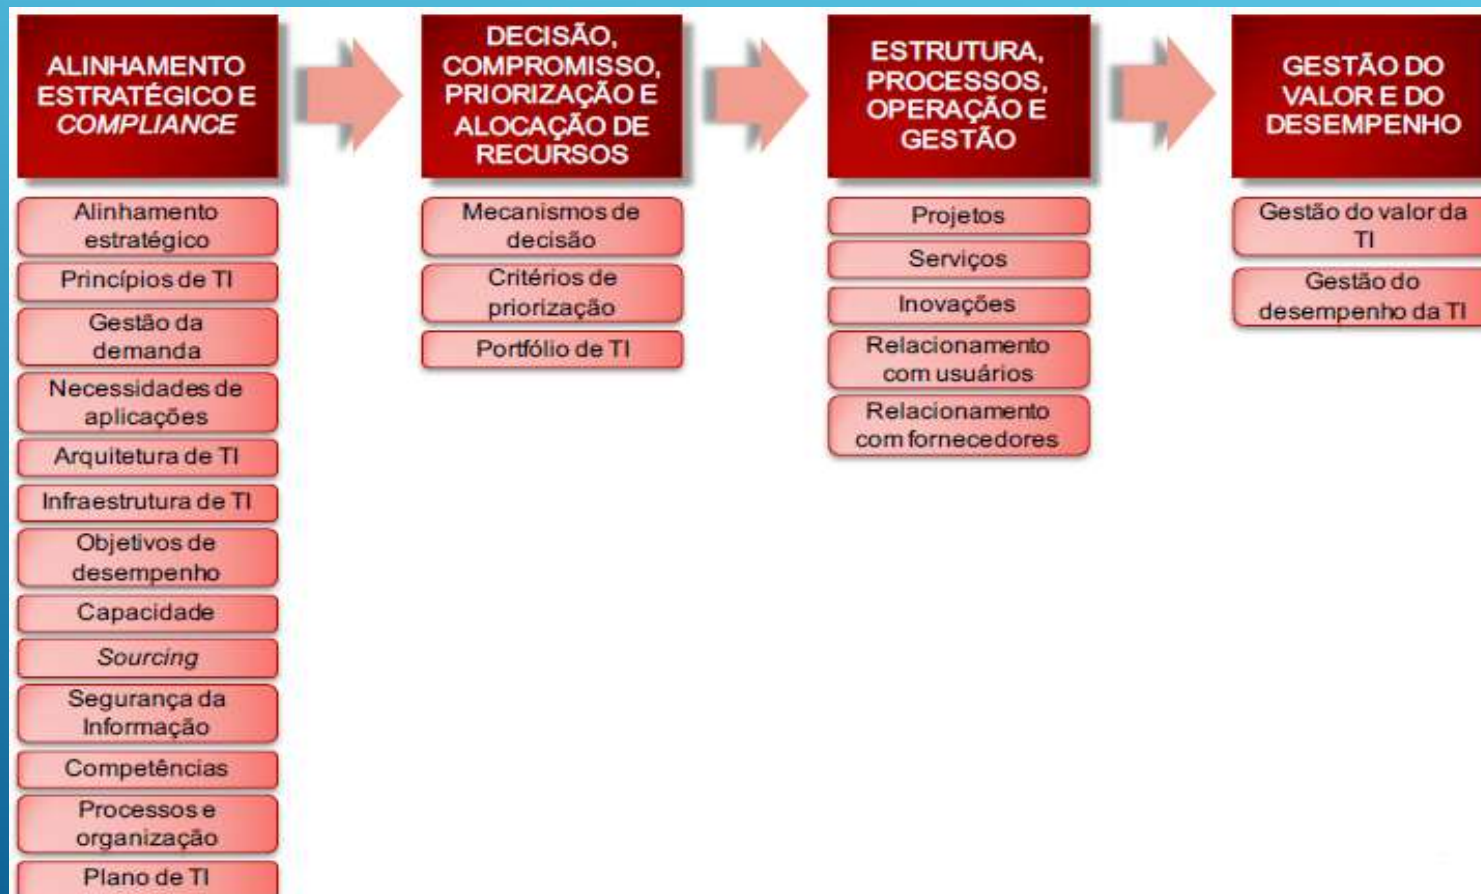 ALINHAMENTO
ESTRATÉGICO E
COMPLIANCE
Alinhamento
estratégico
Princípios de TI
Gestão da
demanda
Necessidades de
aplicações
Arquitetura de TI
Infraestrutura de TI
Objetivos de
desempenho
Capacidade
Sourcing
Segurança da
Informação
Competências
Processos e
organização
Plano de TI
DECISÃO,
COMPROMISSO,
PRIORIZAÇÃO E
ALOCAÇÃO DE
RECURSOS
Mecanismos de
decisão
Critérios de
priorização
Portfólio de TI
ESTRUTURA,
PROCESSOS,
OPERAÇÃO E
GESTÃO
Projetos
Serviços
Inovações
Relacionamento
com usuários
Relacionamento
com fornecedores
GESTÃO DO
VALOR E DO
DESEMPENHO
Gestão do valor da
TI
Gestão do
desempenho da TI